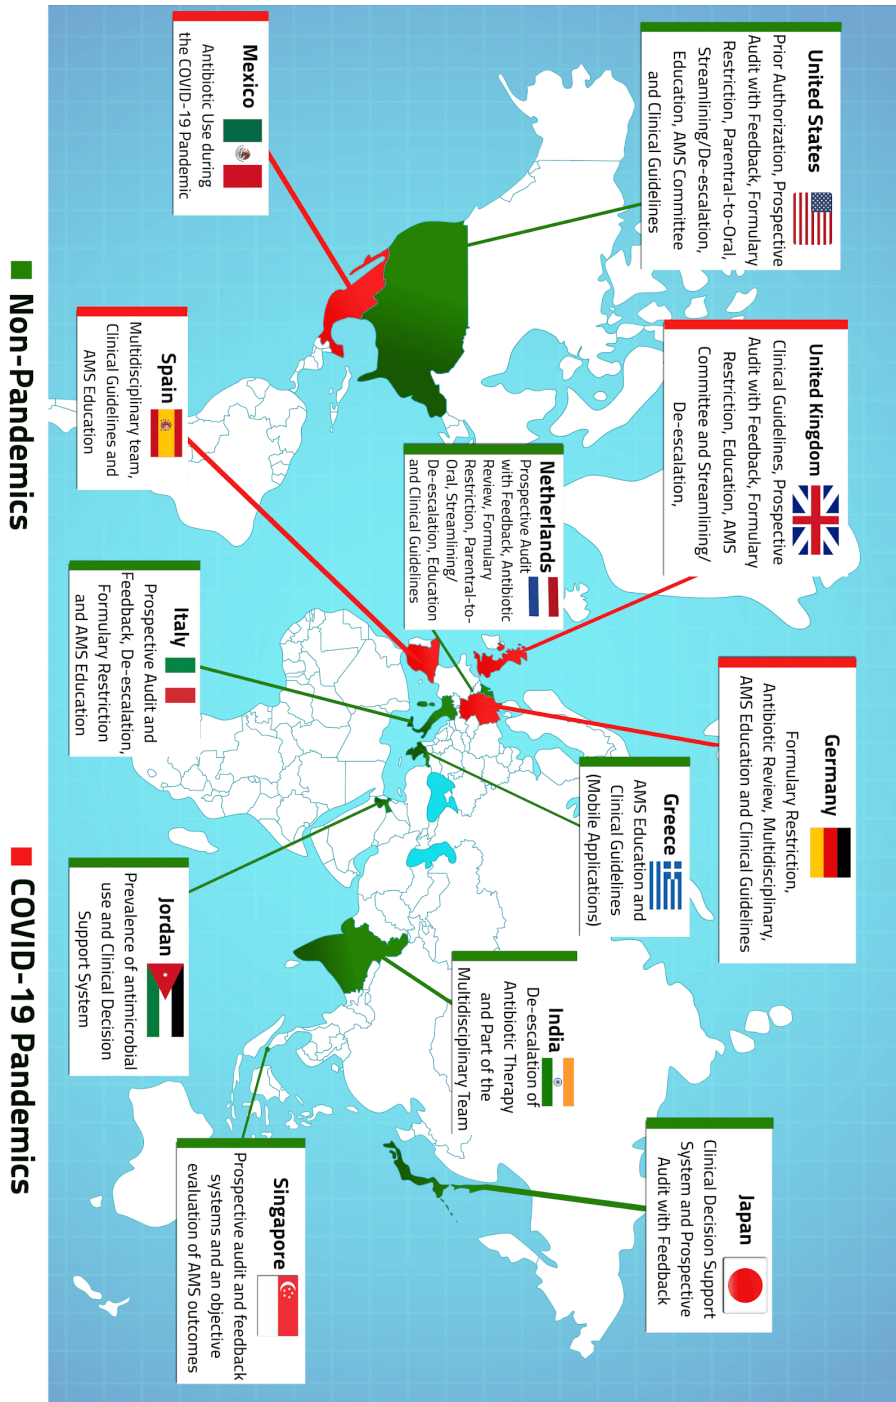 United States
Prior Authorization, Prospective
Audit with Feedback, Formulary
Restriction, Parentral-to-Oral,
Streamlining/De-escalation,
Education, AMS Committee
and Clinical Guidelines
United Kingdom
Clinical Guidelines, Prospective
Audit with Feedback, Formulary
Restriction, Education, AMS
Committee and Streamlining/
De-escalation,
Germany
Formulary Restriction,
Antibiotic Review, Multidisciplinary,
AMS Education and Clinical Guidelines
Japan
Clinical Decision Support
System and Prospective
Audit with Feedback
Netherlands
Prospective Audit
with Feedback, Antibiotic
Review, Formulary
Restriction, Parentral-to-
Oral, Streamlining/
De-escalation, Education
and Clinical Guidelines
Greece
AMS Education and
Clinical Guidelines
(Mobile Applications)
India
De-escalation of
Antibiotic Therapy
and Part of the
Multidisciplinary Team
Mexico
Antibiotic Use during
the COVID-19 Pandemic
Spain
Multidisciplinary team,
Clinical Guidelines and
AMS Education
Italy
Prospective Audit and
Feedback, De-escalation,
Formulary Restriction
and AMS Education
Jordan
Prevalence of antimicrobial
use and Clinical Decision
Support System
Singapore
Prospective audit and feedback
systems and an objective
evaluation of AMS outcomes
Non-Pandemics
COVID-19 Pandemics